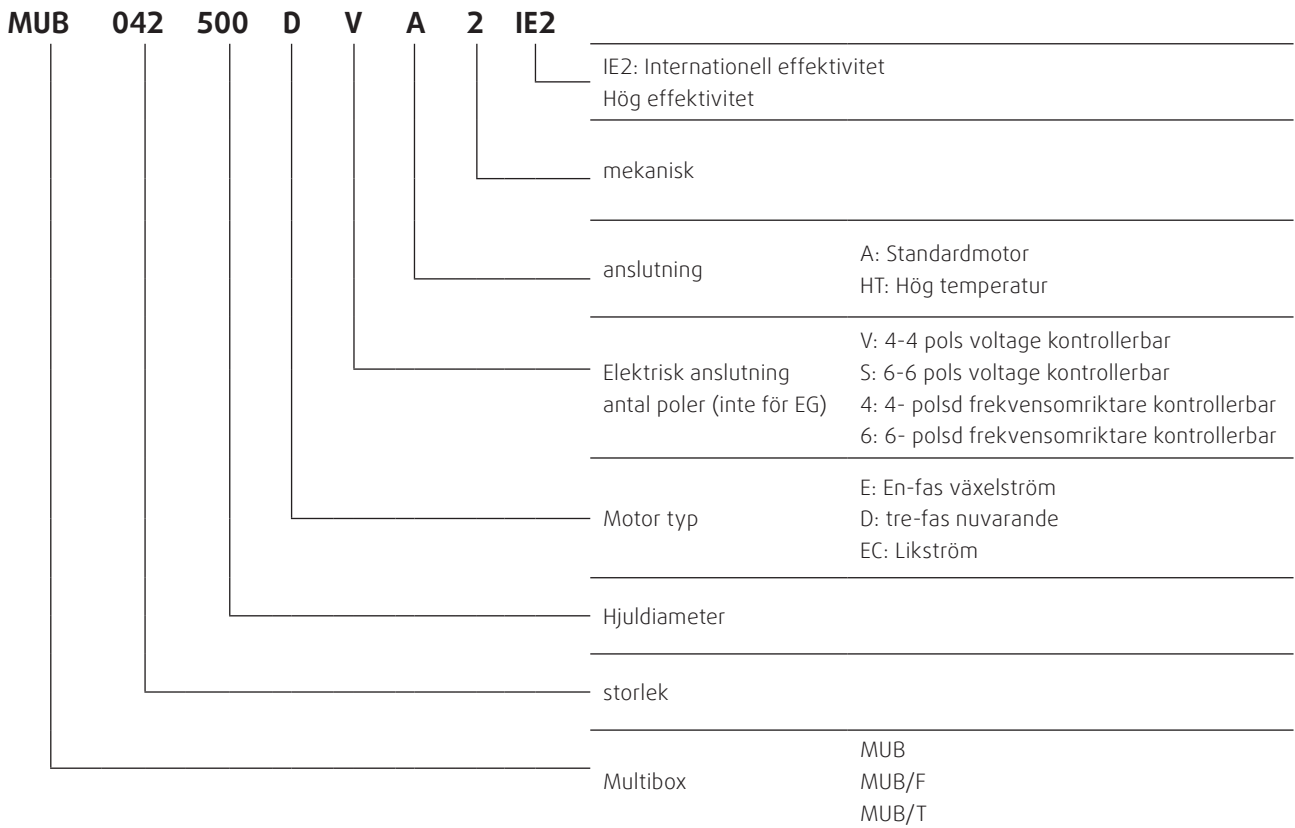 MUB 042 500 D V A 2 IE2
IE2: Internationell effektivitet
Hög effektivitet
mekanisk
anslutning
A: Standardmotor
HT: Hög temperatur
Elektrisk anslutning
antal poler (inte för EG)
V: 4-4 pols voltage kontrollerbar
S: 6-6 pols voltage kontrollerbar
4: 4- polsd frekvensomriktare kontrollerbar
6: 6- polsd frekvensomriktare kontrollerbar
Motor typ
E: En-fas växelström
D: tre-fas nuvarande
EC: Likström
Hjuldiameter
storlek
Multibox
MUB
MUB/F
MUB/T